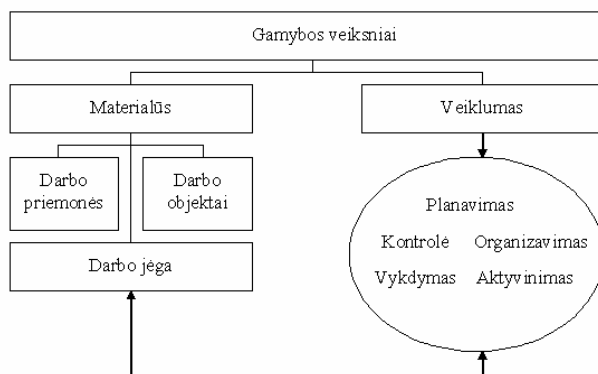 Gamybos veiksniai
Materialūs
Veiklumas
Darbo
priemonės
Darbo
objektai
Darbo jėga
Planavimas
Kontrolė Organizavimas
Vykdymas Aktyvinimas